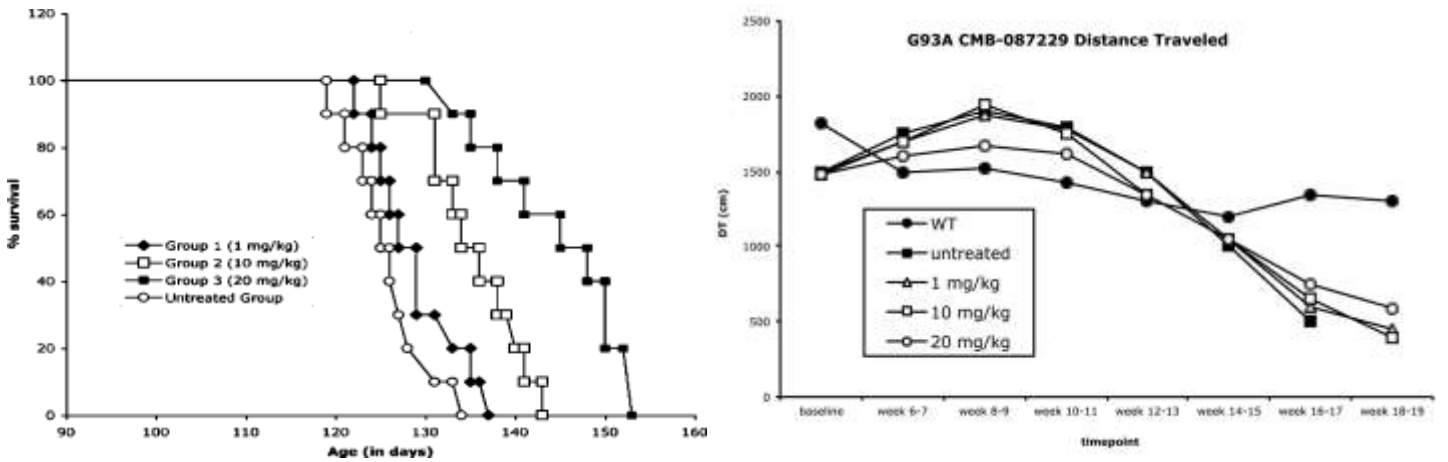 120
100
80
60
40
20
0
% survival
Group 1 (1 mg/kg)
Group 2 (10 mg/kg)
Group 3 (20 mg/kg)
Untreated Group
90 100 120 130 140 150 160
Age (in days)
G93A CMB-087229 Distance Traveled
2500
2000
1500
1000
500
0
DT (cm)
WT
untreated
1 mg/kg
10 mg/kg
20 mg/kg
baseline week 6-7 week 8-9 week 10-11 week 12-13 week 14-15 week 16-17 week 18-19
timepoint